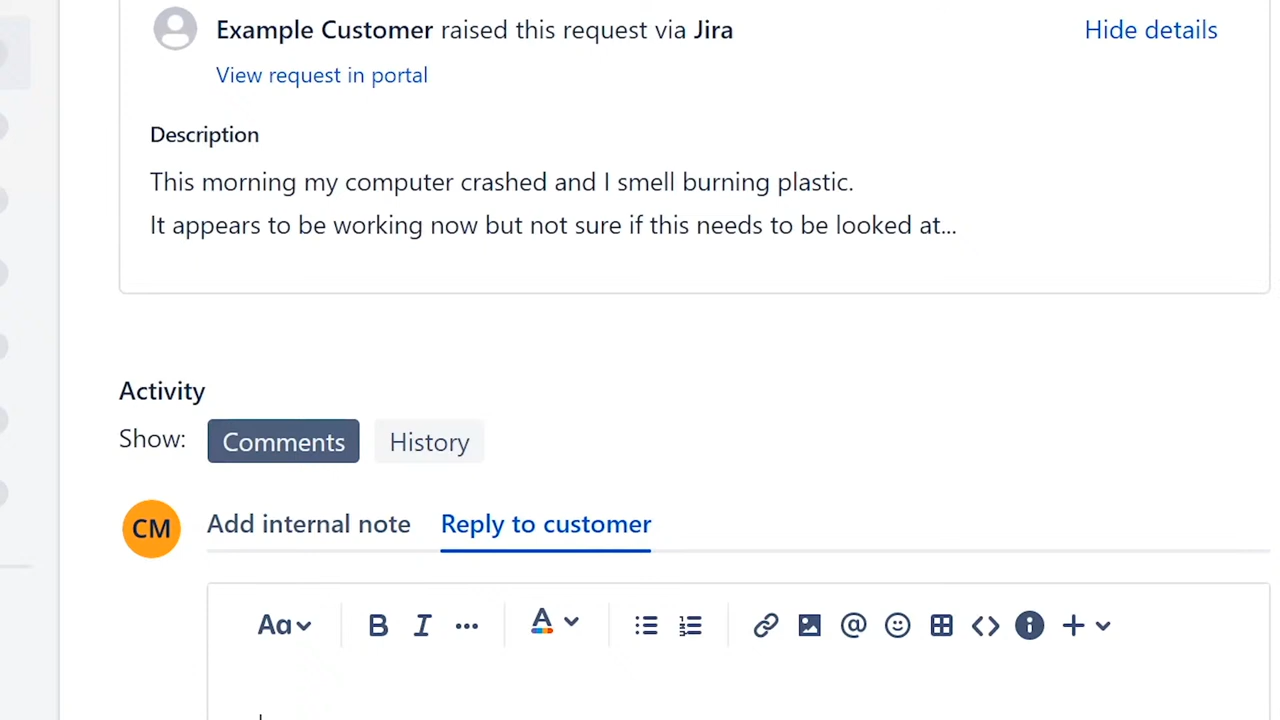 Example Customer raised this request via Jira
Hide details
View request in portal
Description
This morning my computer crashed and I smell burning plastic.
It appears to be working now but not sure if this needs to be looked at...
Activity
Show: Comments History
CM
Add internal note Reply to customer
Aa B I ... A @